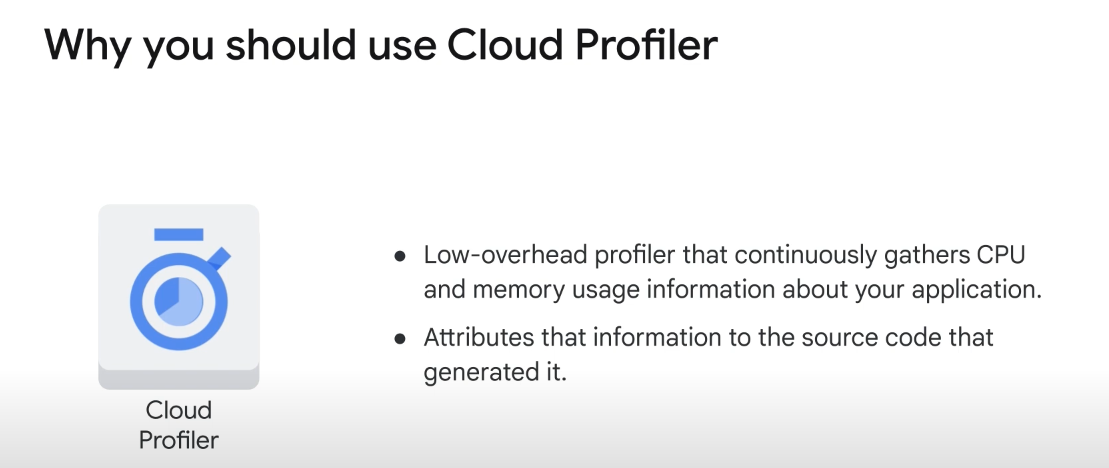 Why you should use Cloud Profiler
● Low-overhead profiler that continuously gathers CPU
and memory usage information about your application.
● Attributes that information to the source code that
generated it.
Cloud
Profiler